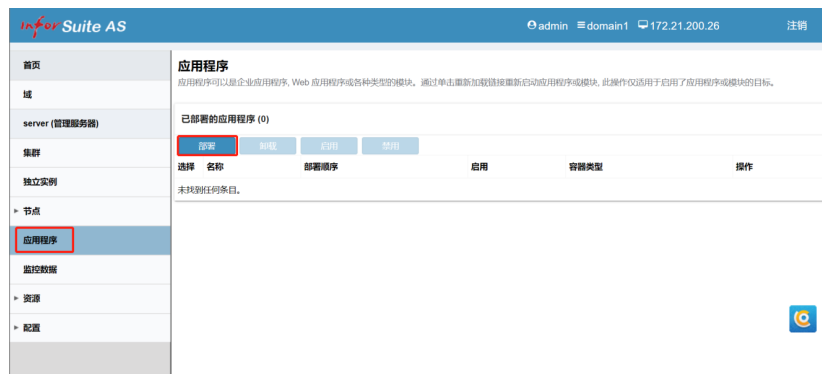 InforSuite AS
admin domain1 172.21.200.26 注销
首页
域
server (管理服务器)
集群
独立实例
节点
应用程序
监控数据
资源
配置
应用程序
应用程序可以是企业应用程序, Web 应用程序或各种类型的模块。通过单击重新加载链接重新启动应用程序或模块, 此操作仅适用于启用了应用程序或模块的目标。
已部署的应用程序 (0)
部署 卸载 启用 禁用
选择 名称 部署顺序 启用 容器类型 操作
未找到任何条目。